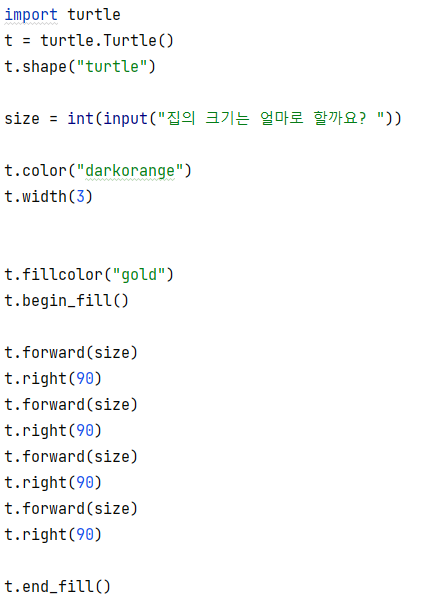 import turtle
t = turtle.Turtle()
t.shape("turtle")
size = int(input("집의 크기는 얼마로 할까요? "))
t.color("darkorange")
t.width(3)
t.fillcolor("gold")
t.begin_fill()
t.forward(size)
t.right(90)
t.forward(size)
t.right(90)
t.forward(size)
t.right(90)
t.forward(size)
t.right(90)
t.end_fill()